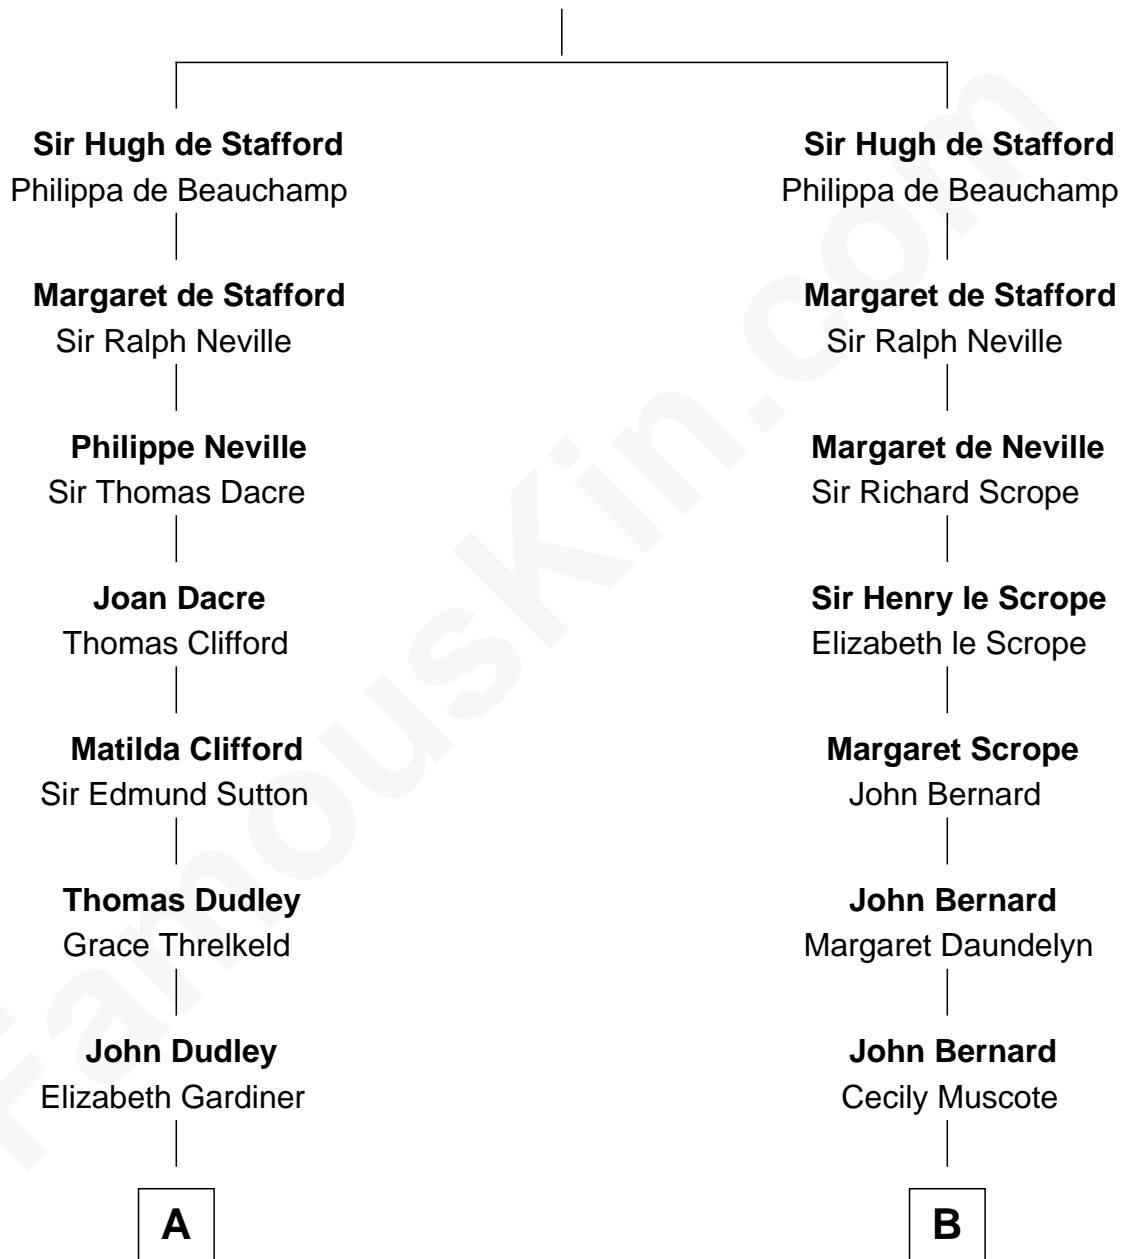 Sir Hugh de Stafford
Philippa de Beauchamp
Margaret de Stafford
Sir Ralph Neville
Philippe Neville
Sir Thomas Dacre
Joan Dacre
Thomas Clifford
Matilda Clifford
Sir Edmund Sutton
Thomas Dudley
Grace Threlkeld
John Dudley
Elizabeth Gardiner
A
Sir Hugh de Stafford
Philippa de Beauchamp
Margaret de Stafford
Sir Ralph Neville
Margaret de Neville
Sir Richard Scrope
Sir Henry le Scrope
Elizabeth le Scrope
Margaret Scrope
John Bernard
John Bernard
Margaret Daundelyn
John Bernard
Cecily Muscote
B
FamousKin.com